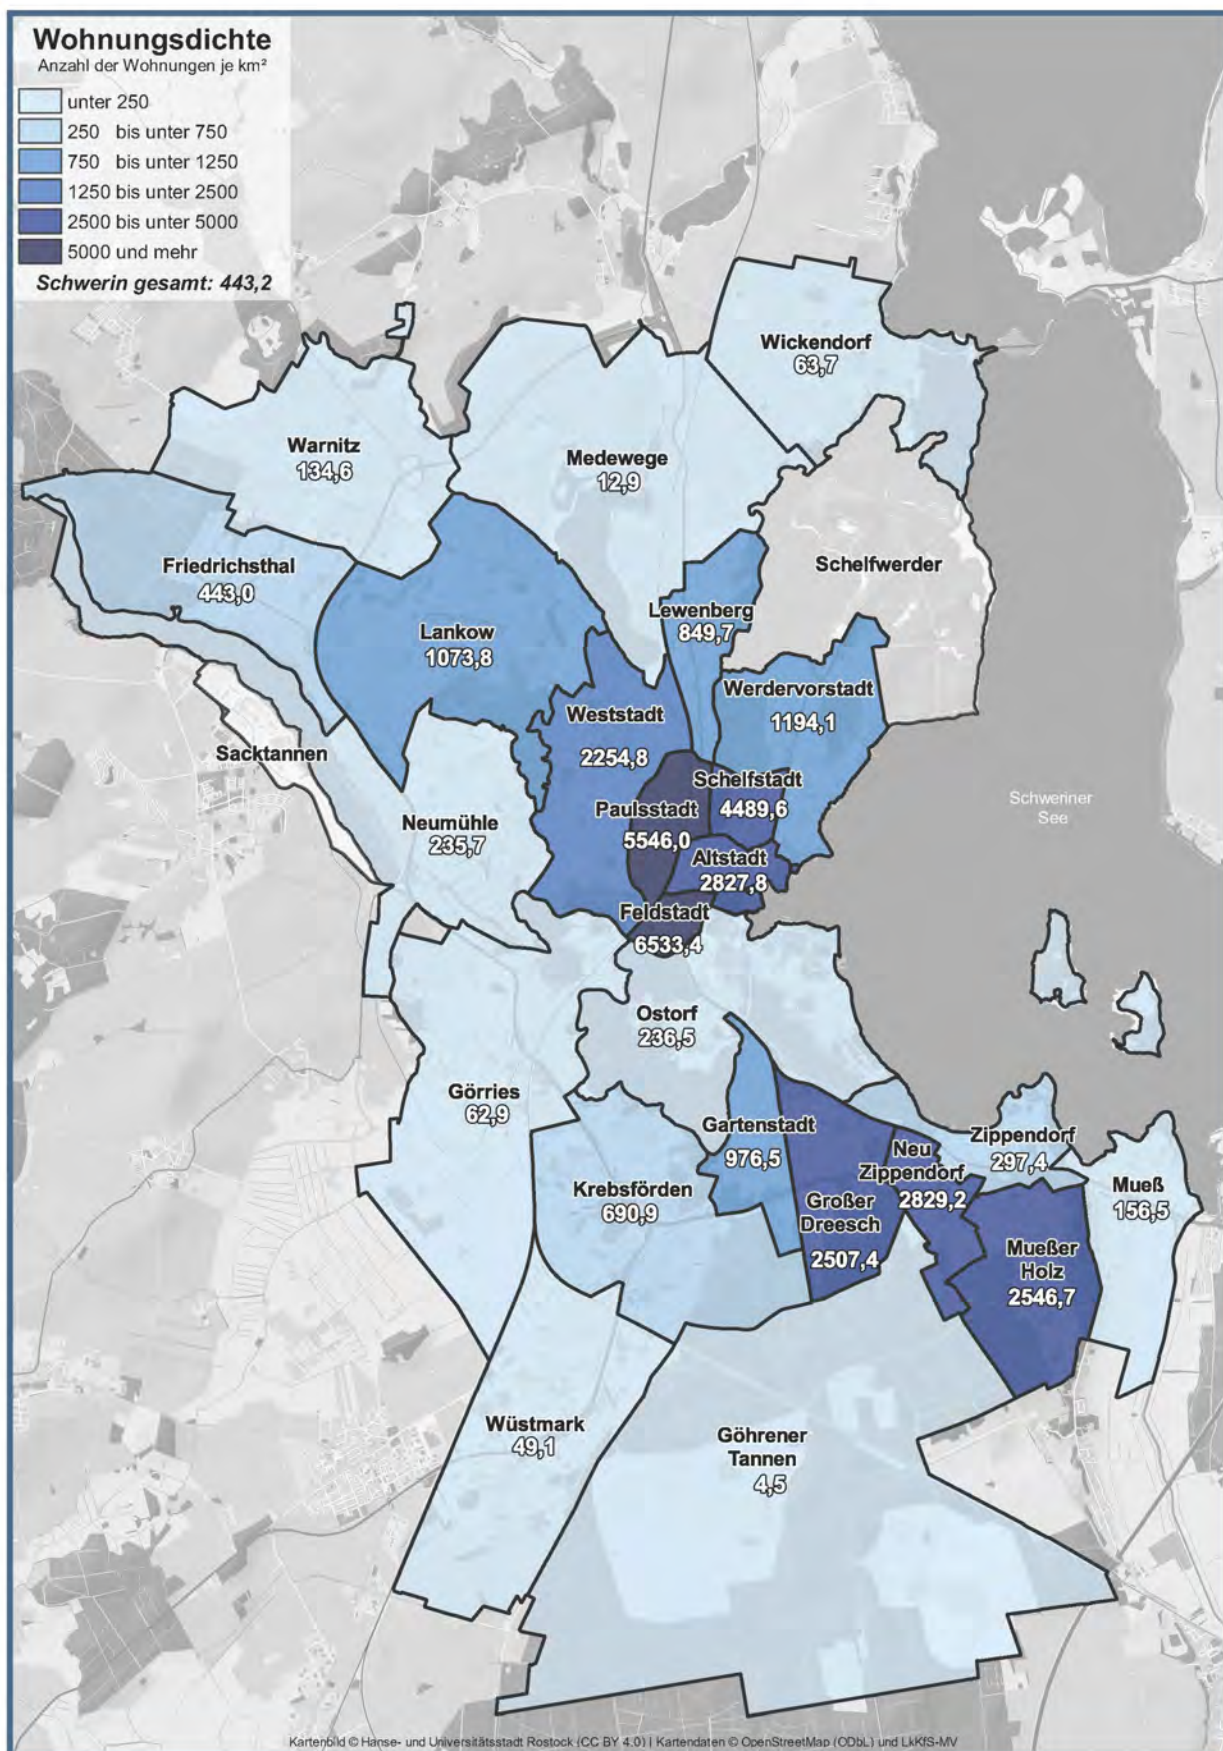 Wohnungsdichte
Anzahl der Wohnungen je km²
unter 250
250 bis unter 750
750 bis unter 1250
1250 bis unter 2500
2500 bis unter 5000
5000 und mehr
Schwerin gesamt: 443,2
Wickendorf
63,7
Warnitz
134,6
Medewege
12,9
Friedrichsthal
443,0
Schelfwerder
Lewenberg
849,7
Lankow
1073,8
Werdervorstadt
1194,1
Weststadt
2254,8
Sacktannen
Schelfstadt
4489,6
Paulsstadt
5546,0
Schweriner
See
Neumühle
235,7
Altstadt
2827,8
Feldstadt
6533,4
Ostorf
236,5
Görries
62,9
Gartenstadt
976,5
Zippendorf
297,4
Neu
Zippendorf
2829,2
Mueß
156,5
Krebsförden
690,9
Großer
Dreesch
2507,4
Mueßer
Holz
2546,7
Wüstmark
49,1
Göhrener
Tannen
4,5
Kartenbild © Hanse- und Universitätsstadt Rostock (CC BY 4.0) | Kartendaten © OpenStreetMap (ODbL) und LkKfS-MV